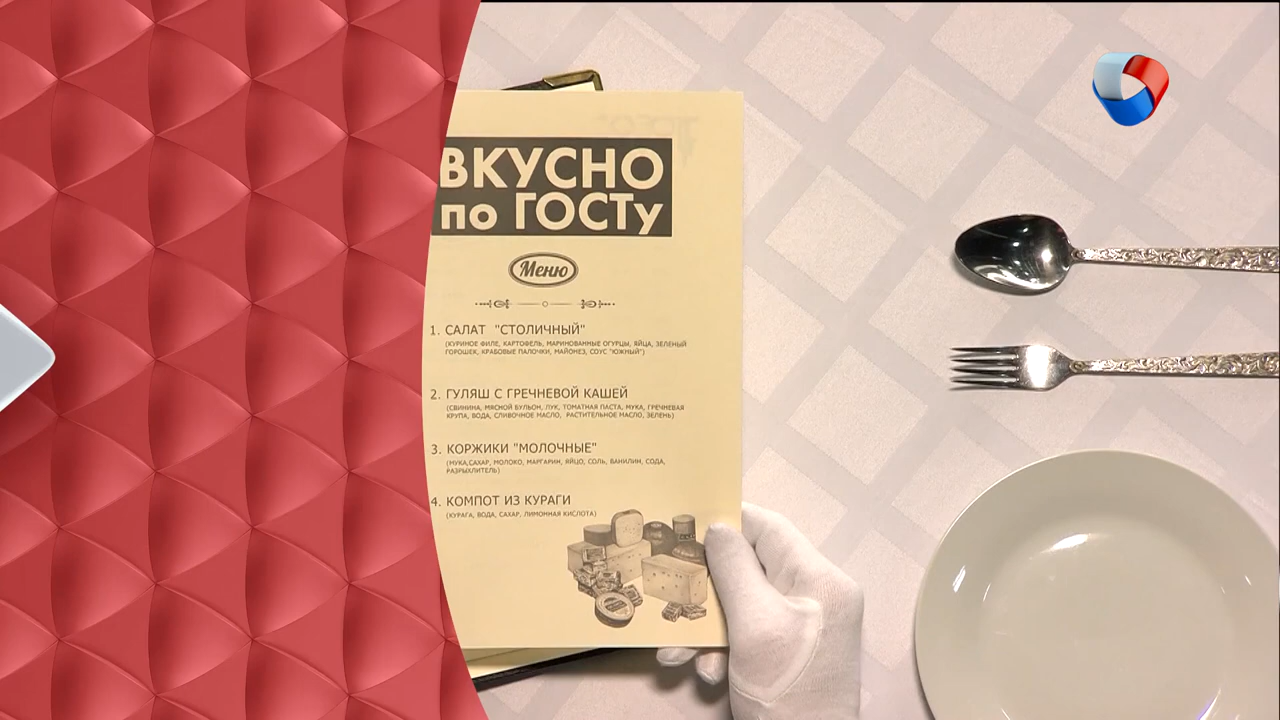 ВКУСНО
по ГОСТу
Меню
1. САЛАТ "СТОЛИЧНЫЙ"
(КУРИНОЕ ФИЛЕ, КАРТОФЕЛЬ, МАРИНОВАННЫЕ ОГУРЦЫ, ЯЙЦА, ЗЕЛЕНЫЙ
ГОРОШЕК, КРАБОВЫЕ ПАЛОЧКИ, МАЙОНЕЗ, СОУС "ЮЖНЫЙ")
2. ГУЛЯШ С ГРЕЧНЕВОЙ КАШЕЙ
(СВИНИНА, МЯСНОЙ БУЛЬОН, ЛУК, ТОМАТНАЯ ПАСТА, МУКА, ГРЕЧНЕВАЯ
КРУПА, ВОДА, СЛИВОЧНОЕ МАСЛО, РАСТИТЕЛЬНОЕ МАСЛО, ЗЕЛЕНЬ)
3. КОРЖИКИ "МОЛОЧНЫЕ"
(МУКА,САХАР, МОЛОКО, МАРГАРИН, ЯЙЦО, СОЛЬ, ВАНИЛИН, СОДА,
РАЗРЫХЛИТЕЛЬ)
4. КОМПОТ ИЗ КУРАГИ
(КУРАГА, ВОДА, САХАР, ЛИМОННАЯ КИСЛОТА)